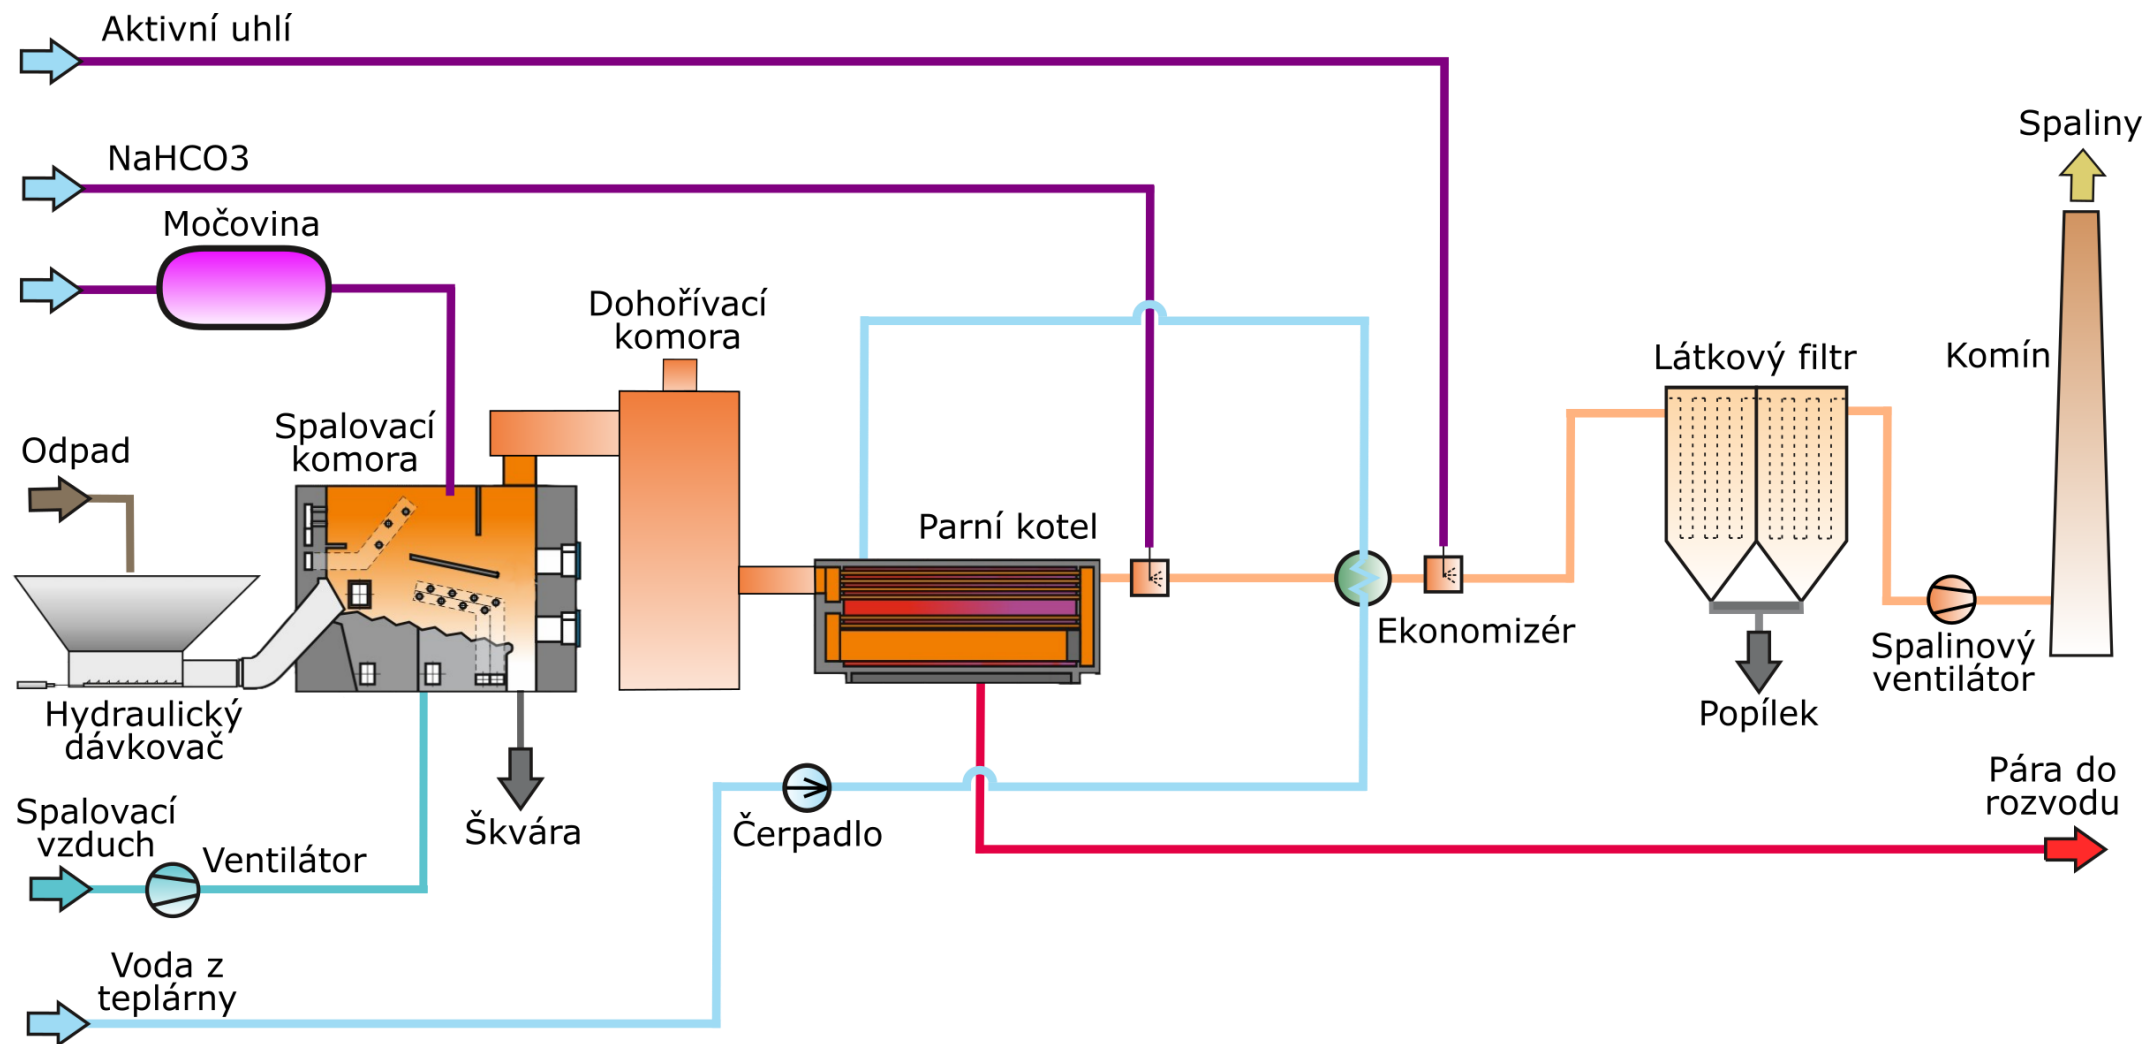 Aktivní uhlí
NaHCO3
Močovina
Spaliny
Dohořívací
komora
Látkový filtr
Komín
Spalovací
komora
Odpad
Parní kotel
Ekonomizér
Spalinový
ventilátor
Popílek
Hydraulický
dávkovač
Spalovací
vzduch
Ventilátor
Škvára
Čerpadlo
Pára do
rozvodu
Voda z
teplárny